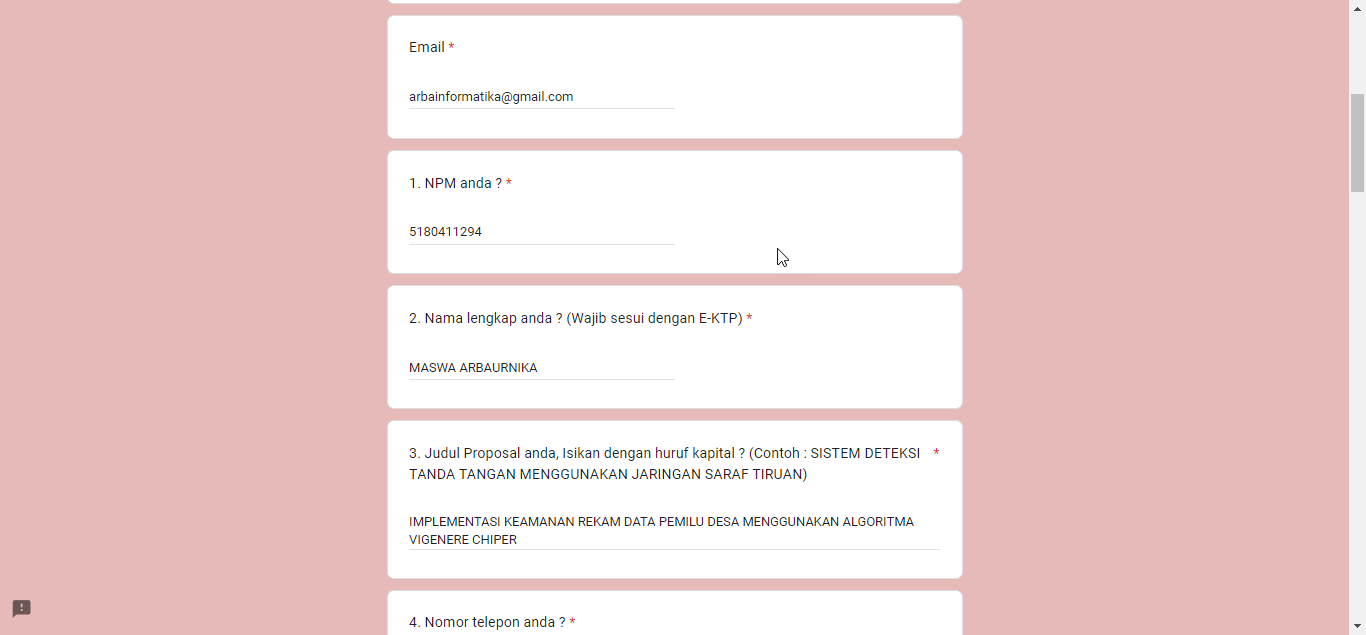 Email *
arbainformatika@gmail.com
1. NPM anda ? *
5180411294
2. Nama lengkap anda ? (Wajib sesui dengan E-KTP) *
MASWA ARBAURNIKA
3. Judul Proposal anda, Isikan dengan huruf kapital ? (Contoh : SISTEM DETEKSI *
TANDA TANGAN MENGGUNAKAN JARINGAN SARAF TIRUAN)
IMPLEMENTASI KEAMANAN REKAM DATA PEMILU DESA MENGGUNAKAN ALGORITMA
VIGENERE CHIPER
4. Nomor telepon anda ? *